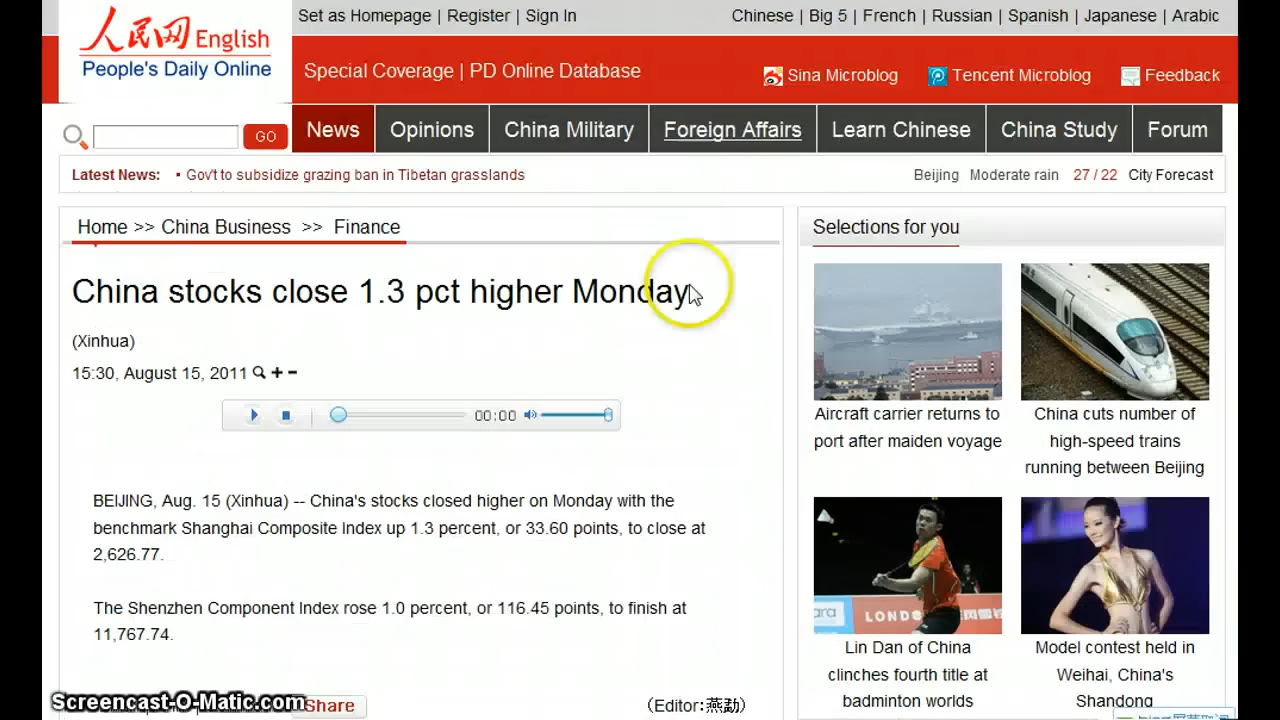 人民网 English
People's Daily Online
Set as Homepage | Register | Sign In
Chinese | Big 5 | French | Russian | Spanish | Japanese | Arabic
Special Coverage | PD Online Database
Sina Microblog
Tencent Microblog
Feedback
GO
News
Opinions
China Military
Foreign Affairs
Learn Chinese
China Study
Forum
Latest News: • Gov't to subsidize grazing ban in Tibetan grasslands
Beijing Moderate rain 27 / 22 City Forecast
Home >> China Business >> Finance
China stocks close 1.3 pct higher Monday
(Xinhua)
15:30, August 15, 2011
00:00
BEIJING, Aug. 15 (Xinhua) -- China's stocks closed higher on Monday with the
benchmark Shanghai Composite Index up 1.3 percent, or 33.60 points, to close at
2,626.77.
The Shenzhen Component Index rose 1.0 percent, or 116.45 points, to finish at
11,767.74.
Share
(Editor:燕勐)
Screencast-O-Matic.com
Selections for you
Aircraft carrier returns to
port after maiden voyage
China cuts number of
high-speed trains
running between Beijing
LONDO
Lin Dan of China
clinches fourth title at
badminton worlds
Model contest held in
Weihai, China's
Shandong